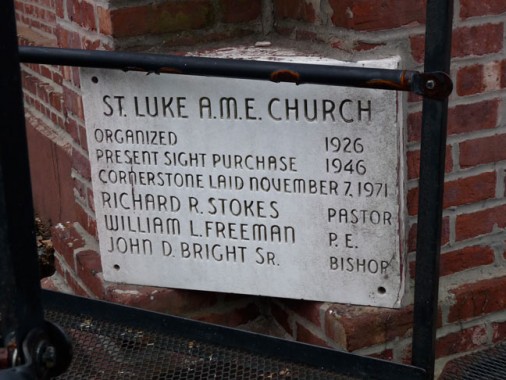 ST. LUKE A.M.E. CHURCH
ORGANIZED 1926
PRESENT SIGHT PURCHASE 1946
CORNERSTONE LAID NOVEMBER 7, 1971
RICHARD R. STOKES PASTOR
WILLIAM L. FREEMAN P.E.
JOHN D. BRIGHT SR. BISHOP